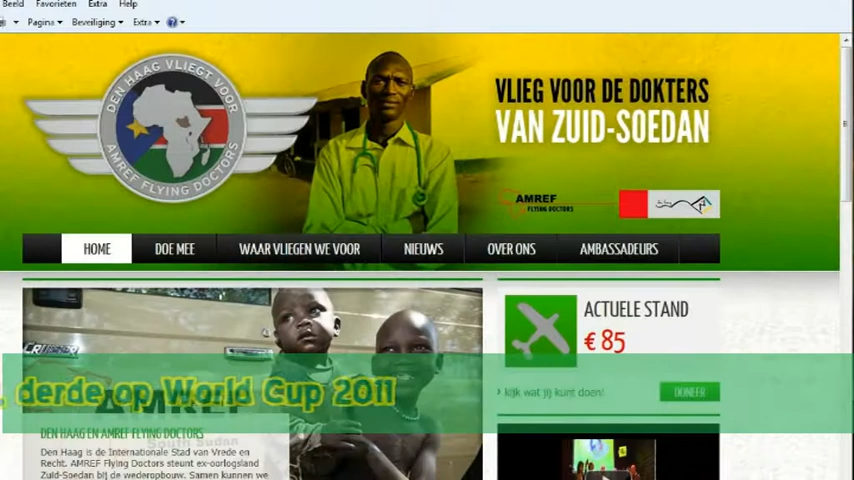 Beeld Favorieten Extra Help
Pagina Beveiliging Extra
DEN HAAG VLIEGT VOOR
AMREF FLYING DOCTORS
VLIEG VOOR DE DOKTERS
VAN ZUID-SOEDAN
AMREF
FLYING DOCTORS
HOME DOE MEE WAAR VLIEGEN WE VOOR NIEUWS OVER ONS AMBASSADEURS
CRUISER
ACTUELE STAND
€ 85
kijk wat jij kunt doen! DONEER
, derde op World Cup 2011
AMREF
South Sudan
DEN HAAG EN AMREF FLYING DOCTORS
Den Haag is de Internationale Stad van Vrede en
Recht. AMREF Flying Doctors steunt ex-oorlogsland
Zuid-Soedan bij de wederopbouw. Samen kunnen we